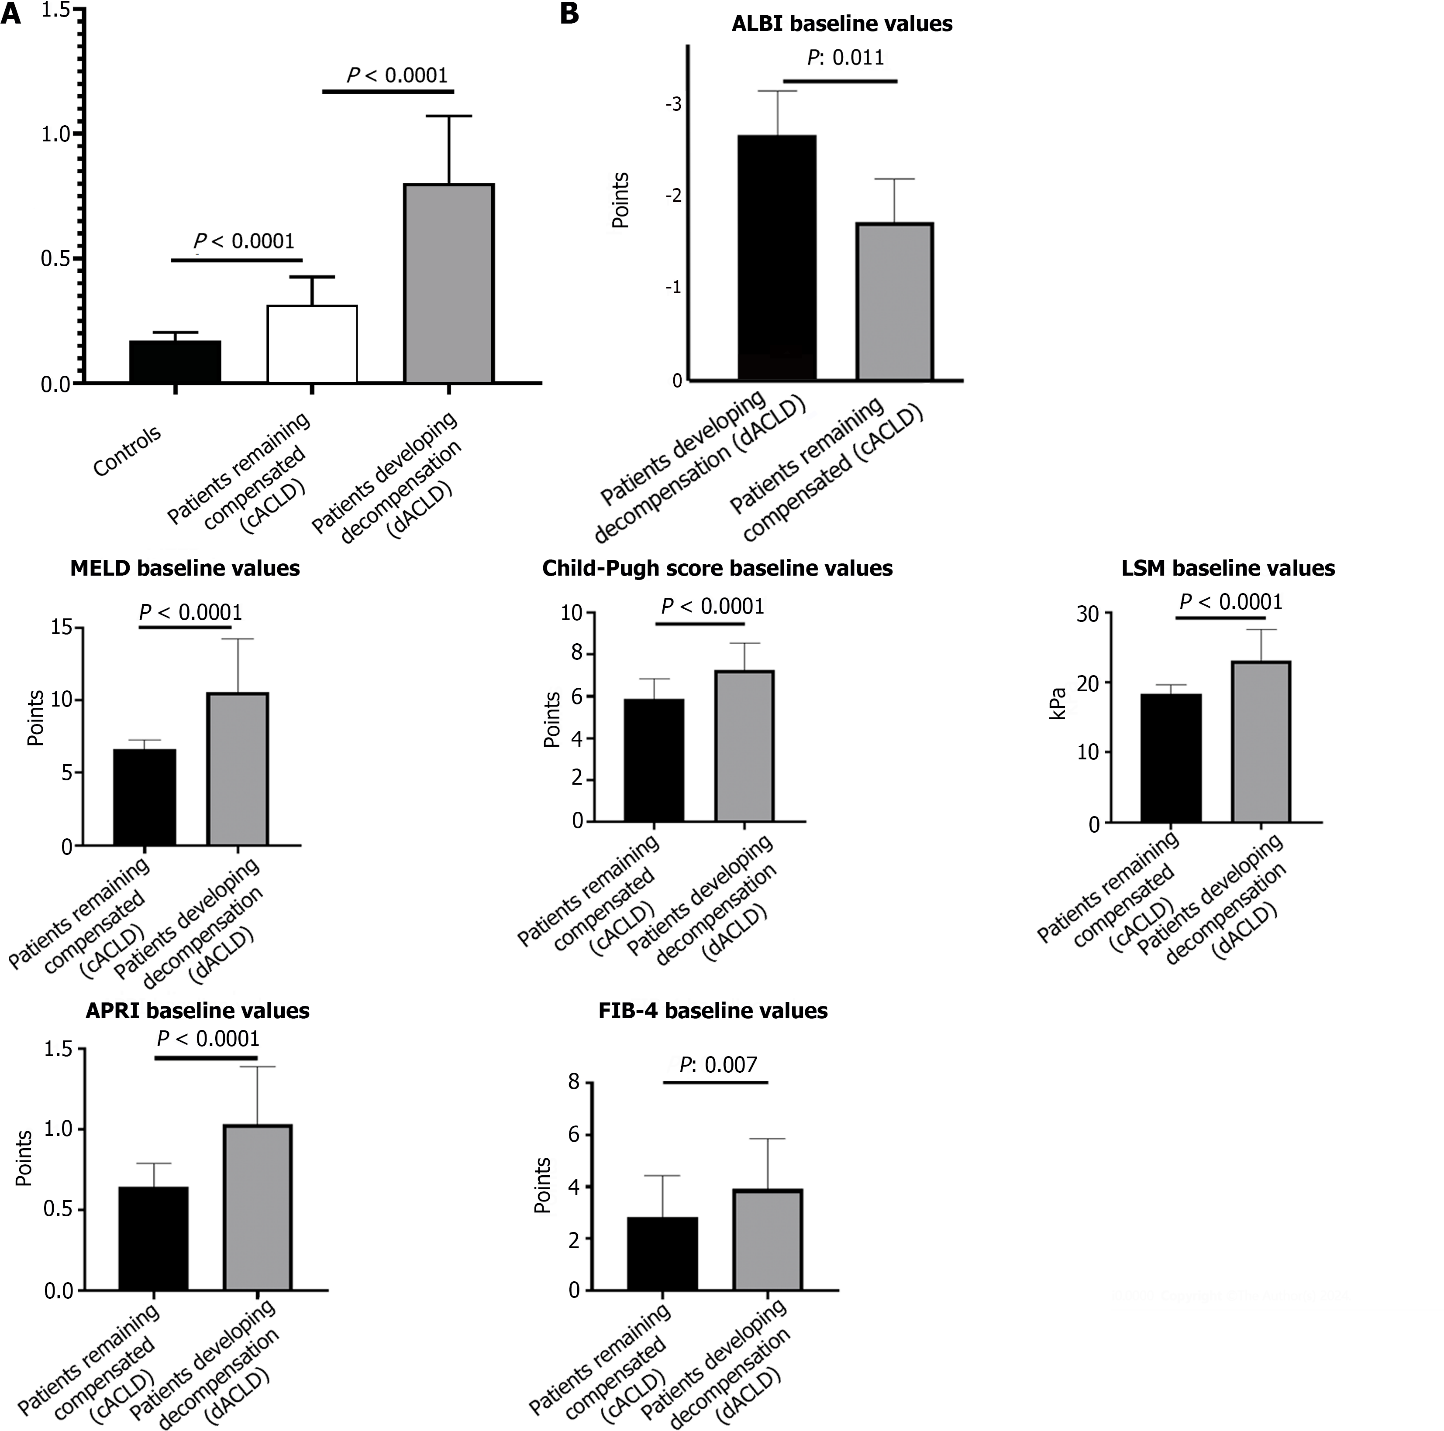 A
1.5
1.0
0.5
0.0
P < 0.0001
P < 0.0001
Controls
Patients remaining
compensated
(cACLD)
Patients developing
decompensation
(dACLD)
B
ALBI baseline values
P: 0.011
Points
-3
-2
-1
0
Patients developing
decompensation (dACLD)
Patients remaining
compensated (cACLD)
MELD baseline values
P < 0.0001
Points
15
10
5
0
Patients remaining
compensated
(cACLD)
Patients developing
decompensation
(dACLD)
Child-Pugh score baseline values
P < 0.0001
Points
10
8
6
4
2
0
Patients remaining
compensated
(cACLD)
Patients developing
decompensation
(dACLD)
LSM baseline values
P < 0.0001
kPa
30
20
10
0
Patients remaining
compensated
(cACLD)
Patients developing
decompensation
(dACLD)
APRI baseline values
P < 0.0001
Points
1.5
1.0
0.5
0.0
Patients remaining
compensated
(cACLD)
Patients developing
decompensation
(dACLD)
FIB-4 baseline values
P: 0.007
Points
8
6
4
2
0
Patients remaining
compensated
(cACLD)
Patients developing
decompensation
(dACLD)